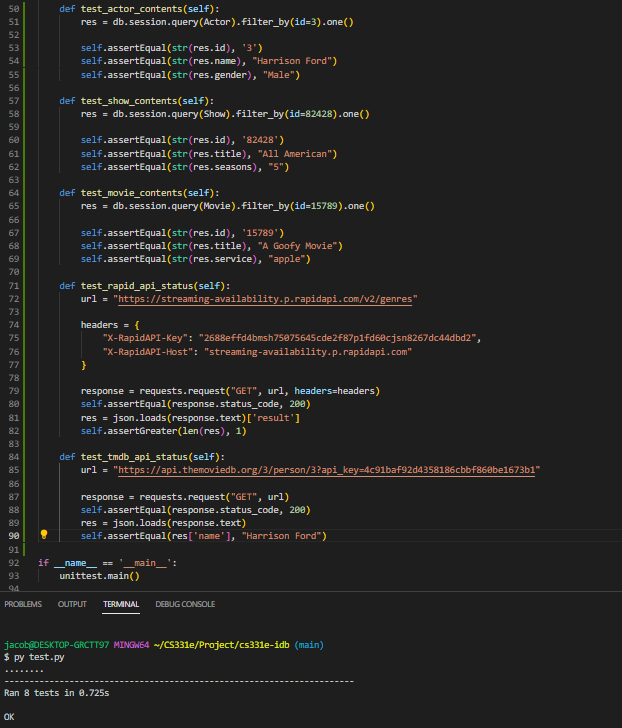 50 def test_actor_contents(self):
51 res = db.session.query(Actor).filter_by(id=3).one()
52
53 self.assertEqual(str(res.id), '3')
54 self.assertEqual(str(res.name), "Harrison Ford")
55 self.assertEqual(str(res.gender), "Male")
56
57 def test_show_contents(self):
58 res = db.session.query(Show).filter_by(id=82428).one()
59
60 self.assertEqual(str(res.id), '82428')
61 self.assertEqual(str(res.title), "All American")
62 self.assertEqual(str(res.seasons), "5")
63
64 def test_movie_contents(self):
65 res = db.session.query(Movie).filter_by(id=15789).one()
66
67 self.assertEqual(str(res.id), '15789')
68 self.assertEqual(str(res.title), "A Goofy Movie")
69 self.assertEqual(str(res.service), "apple")
70
71 def test_rapid_api_status(self):
72 url = "https://streaming-availability.p.rapidapi.com/v2/genres"
73
74 headers = {
75 "X-RapidAPI-Key": "2688effd4bmsh75075645cde2f87p1fd60cjsn8267dc44dbd2",
76 "X-RapidAPI-Host": "streaming-availability.p.rapidapi.com"
77 }
78
79 response = requests.request("GET", url, headers=headers)
80 self.assertEqual(response.status_code, 200)
81 res = json.loads(response.text)['result']
82 self.assertGreater(len(res), 1)
83
84 def test_tmdb_api_status(self):
85 url = "https://api.themoviedb.org/3/person/3?api_key=4c91baf92d4358186cbbf860be1673b1"
86
87 response = requests.request("GET", url)
88 self.assertEqual(response.status_code, 200)
89 res = json.loads(response.text)
90 self.assertEqual(res['name'], "Harrison Ford")
91
92 if __name__ == '__main__':
93 unittest.main()
94
PROBLEMS OUTPUT TERMINAL DEBUG CONSOLE
jacob@DESKTOP-GRCTT97 MINGW64 ~/CS331e/Project/cs331e-idb (main)
$ py test.py
........
----------------------------------------------------------------------
Ran 8 tests in 0.725s
OK